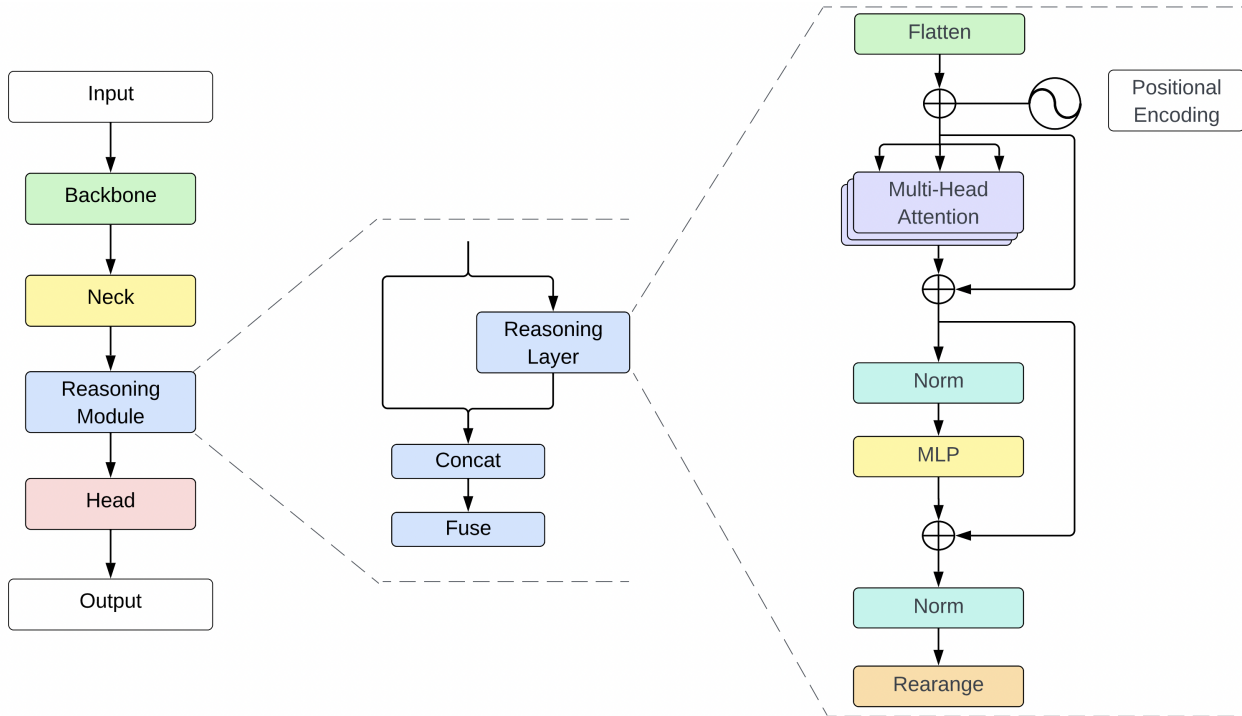 Input
Backbone
Neck
Reasoning
Module
Head
Output
Reasoning
Layer
Concat
Fuse
Flatten
Positional
Encoding
Multi-Head
Attention
Norm
MLP
Norm
Rearange